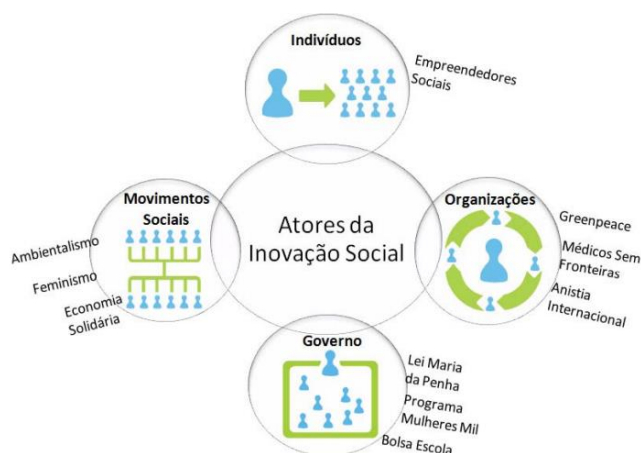 Indivíduos
Empreendedores
Sociais
Movimentos
Sociais
Ambientalismo
Feminismo
Economia
Solidária
Atores da
Inovação Social
Organizações
Greenpeace
Médicos Sem
Fronteiras
Anistia
Internacional
Governo
Lei Maria
da Penha
Programa
Mulheres Mil
Bolsa Escola